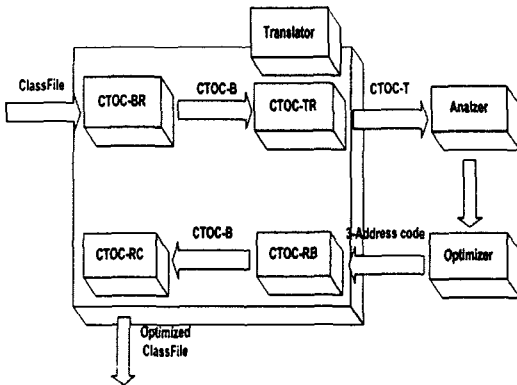 Translator
ClassFile
CTOC-BR
CTOC-B
CTOC-TR
CTOC-T
Analzer
CTOC-RC
CTOC-B
CTOC-RB
3-Address code
Optimizer
Optimized
ClassFile